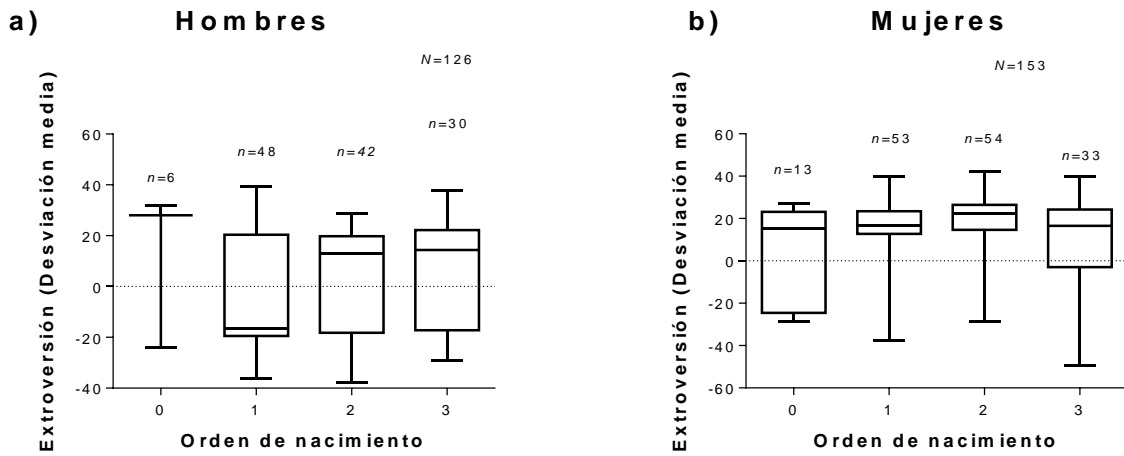 a) Hombres
N=126
n=30
n=48
n=42
n=6
Extroversión (Desviación media)
60
40
20
0
-20
-40
0 1 2 3
Orden de nacimiento
b) Mujeres
N=153
n=53
n=54
n=33
n=13
Extroversión (Desviación media)
60
40
20
0
-20
-40
-60
0 1 2 3
Orden de nacimiento